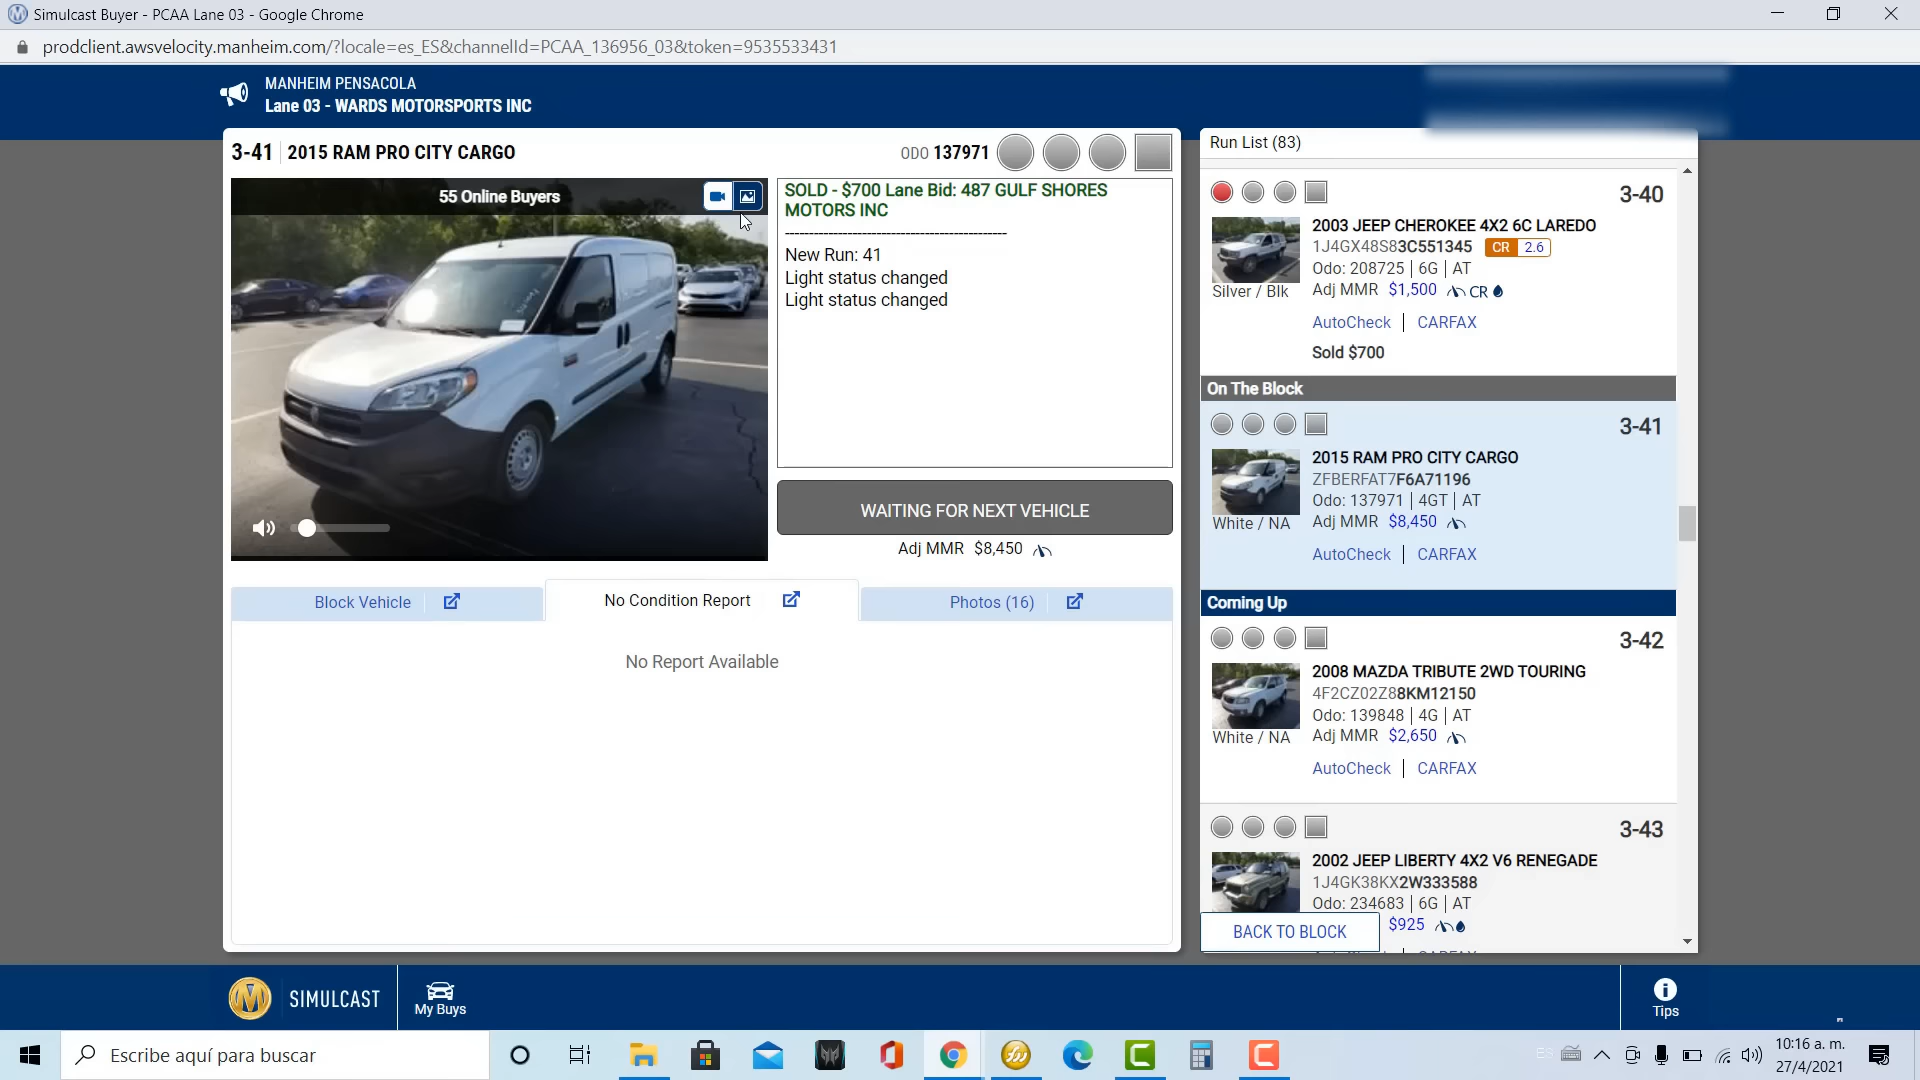 Simulcast Buyer - PCAA Lane 03 - Google Chrome
prodclient.awsvelocity.manheim.com/?locale=es_ES&channelId=PCAA_136956_03&token=9535533431
MANHEIM PENSACOLA
Lane 03 - WARDS MOTORSPORTS INC
3-41 2015 RAM PRO CITY CARGO
ODO 137971
55 Online Buyers
SOLD - $700 Lane Bid: 487 GULF SHORES
MOTORS INC
---------------------------------------------
New Run: 41
Light status changed
Light status changed
WAITING FOR NEXT VEHICLE
Adj MMR $8,450
Block Vehicle
No Condition Report
Photos (16)
No Report Available
Run List (83)
3-40
2003 JEEP CHEROKEE 4X2 6C LAREDO
1J4GX48S83C551345 CR 2.6
Odo: 208725 | 6G | AT
Silver / Blk
Adj MMR $1,500 CR
AutoCheck | CARFAX
Sold $700
On The Block
3-41
2015 RAM PRO CITY CARGO
ZFBERFAT7F6A71196
Odo: 137971 | 4GT | AT
White / NA
Adj MMR $8,450
AutoCheck | CARFAX
Coming Up
3-42
2008 MAZDA TRIBUTE 2WD TOURING
4F2CZ02Z88KM12150
Odo: 139848 | 4G | AT
White / NA
Adj MMR $2,650
AutoCheck | CARFAX
3-43
2002 JEEP LIBERTY 4X2 V6 RENEGADE
1J4GK38KX2W333588
Odo: 234683 | 6G | AT
$925
BACK TO BLOCK
SIMULCAST
My Buys
Tips
Escribe aquí para buscar
10:16 a. m.
27/4/2021